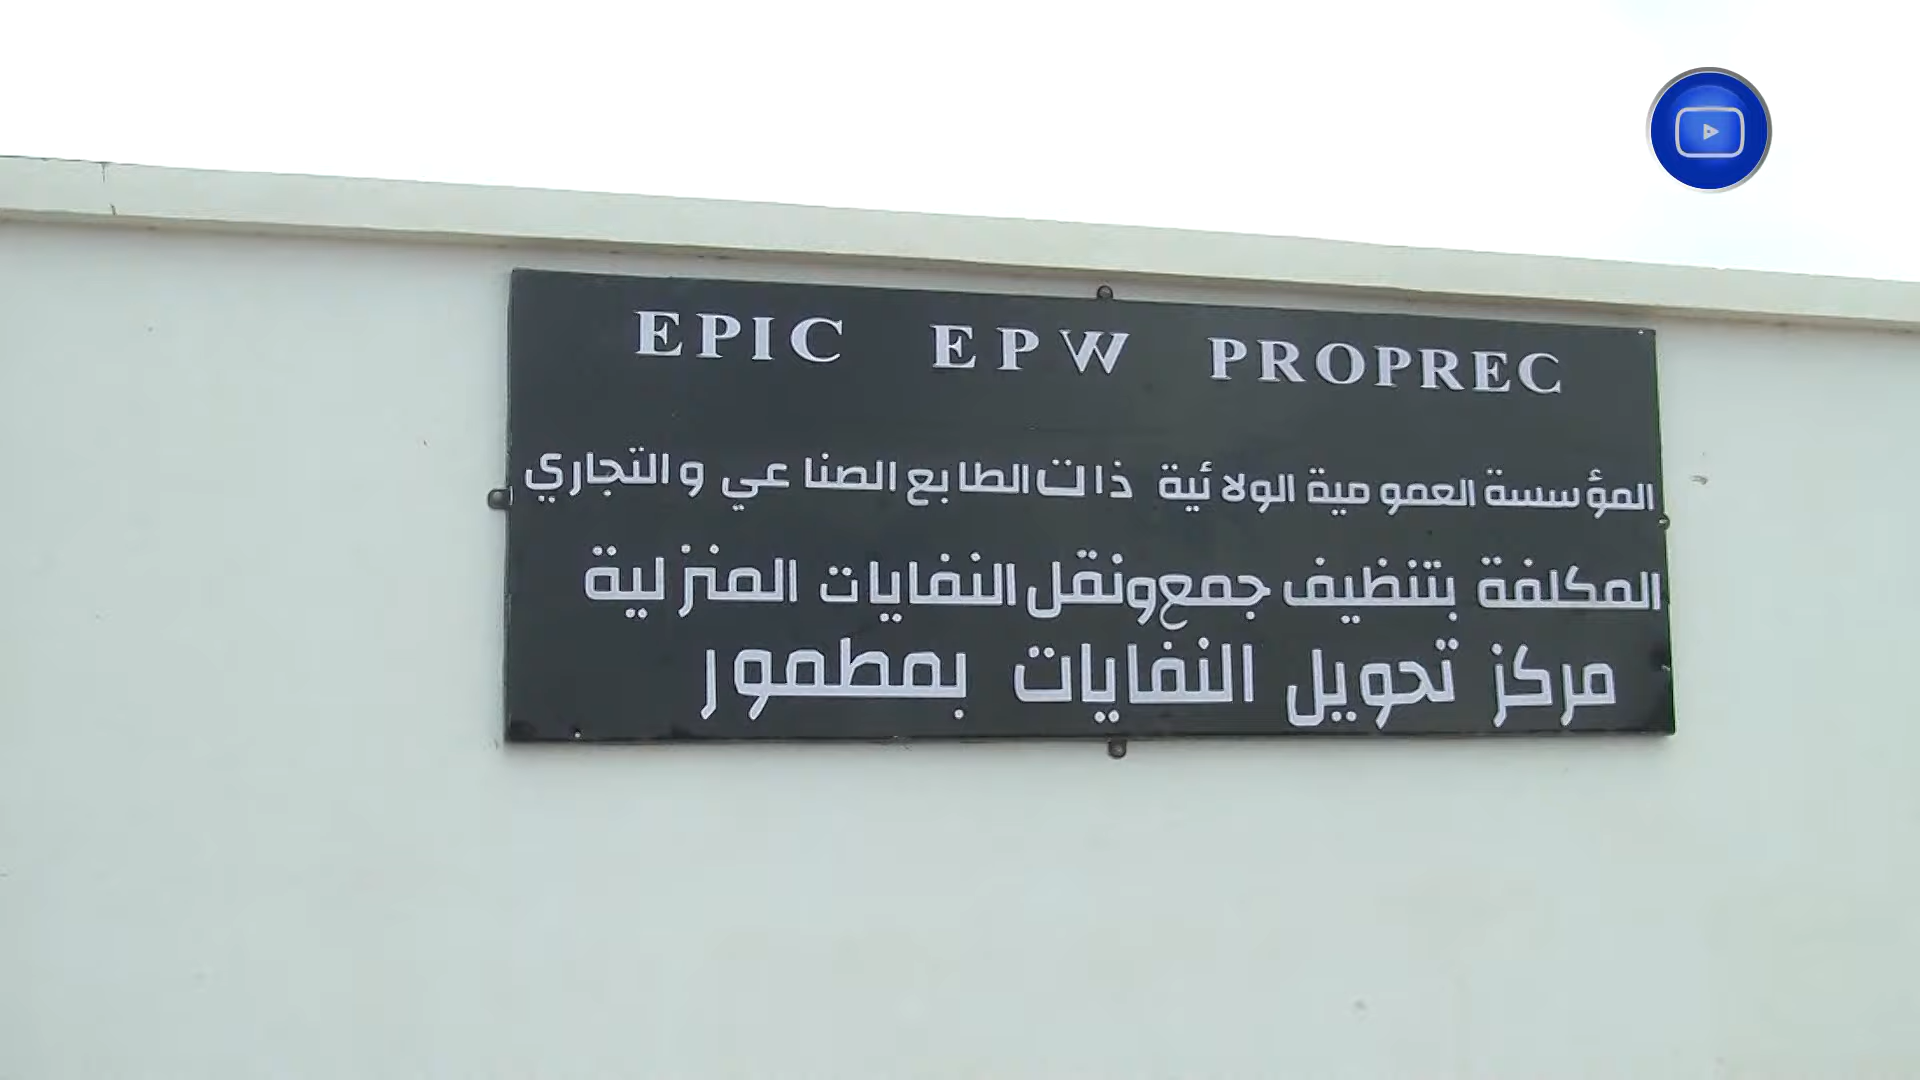 EPIC EPW PROPREC
المؤسسة العمومية الولائية ذات الطابع الصناعي و التجاري
المكلفة بتنظيف جمع ونقل النفايات المنزلية
مركز تحويل النفايات بمطمور